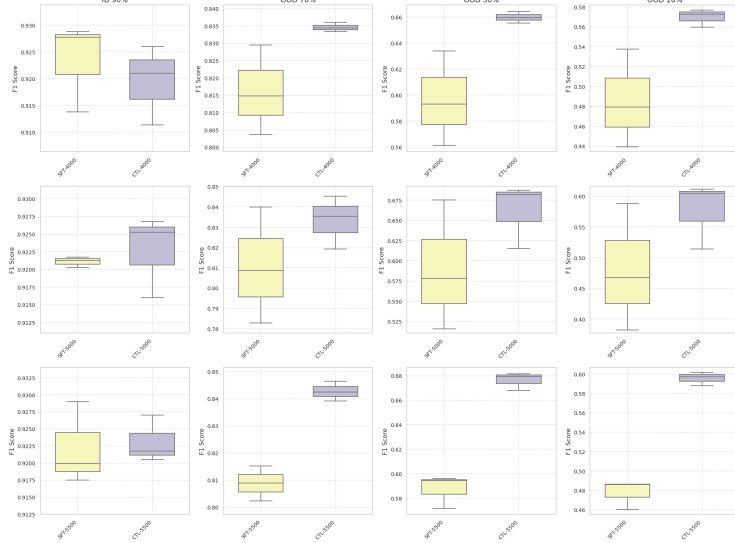 ID 90%
OOD 70%
OOD 50%
OOD 10%
F1 Score
0.930
0.925
0.920
0.915
0.910
SFT-4000
CTL-4000
F1 Score
0.840
0.835
0.830
0.825
0.820
0.815
0.810
0.805
0.800
SFT-4000
CTL-4000
F1 Score
0.66
0.64
0.62
0.60
0.58
0.56
SFT-4000
CTL-4000
F1 Score
0.58
0.56
0.54
0.52
0.50
0.48
0.46
0.44
SFT-4000
CTL-4000
F1 Score
0.9300
0.9275
0.9250
0.9225
0.9200
0.9175
0.9150
0.9125
SFT-5000
CTL-5000
F1 Score
0.85
0.84
0.83
0.82
0.81
0.80
0.79
0.78
SFT-5000
CTL-5000
F1 Score
0.675
0.650
0.625
0.600
0.575
0.550
0.525
SFT-5000
CTL-5000
F1 Score
0.60
0.55
0.50
0.45
0.40
SFT-5000
CTL-5000
F1 Score
0.9325
0.9300
0.9275
0.9250
0.9225
0.9200
0.9175
0.9150
0.9125
SFT-5500
CTL-5500
F1 Score
0.85
0.84
0.83
0.82
0.81
0.80
SFT-5500
CTL-5500
F1 Score
0.68
0.66
0.64
0.62
0.60
0.58
SFT-5500
CTL-5500
F1 Score
0.60
0.58
0.56
0.54
0.52
0.50
0.48
0.46
SFT-5500
CTL-5500